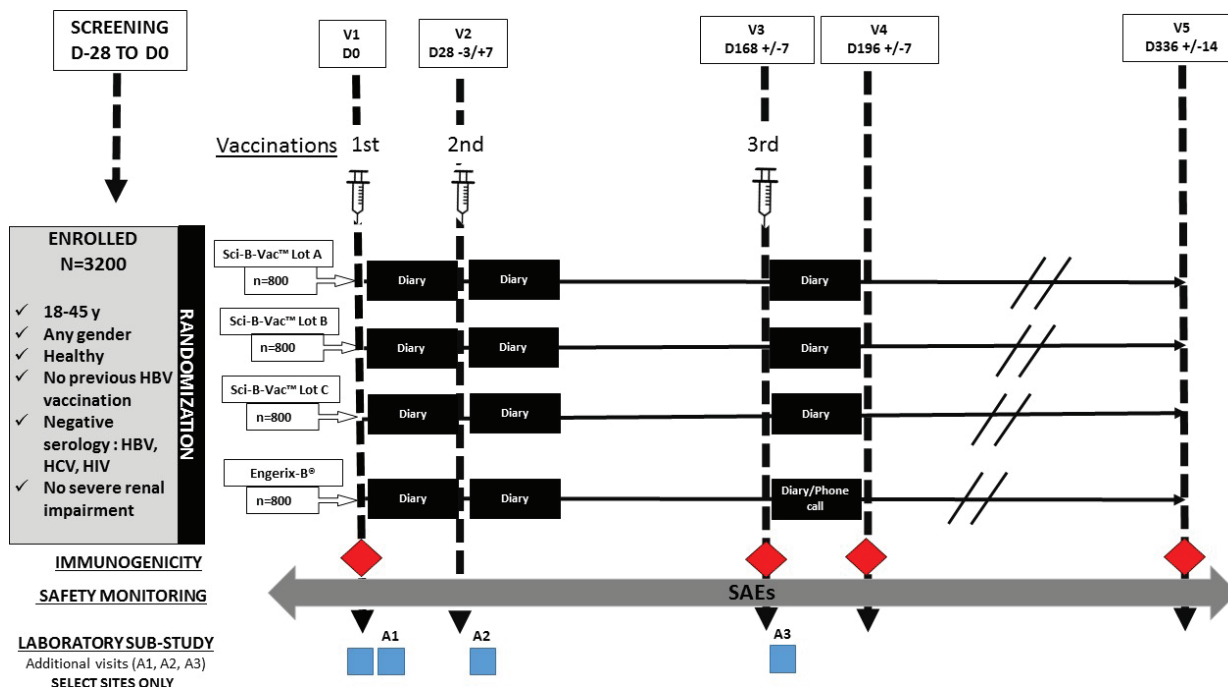 SCREENING
D-28 TO D0
V1
D0
V2
D28 -3/+7
V3
D168 +/-7
V4
D196 +/-7
V5
D336 +/-14
Vaccinations 1st 2nd 3rd
ENROLLED
N=3200
✓ 18-45 y
✓ Any gender
✓ Healthy
✓ No previous HBV
vaccination
✓ Negative
serology : HBV,
HCV, HIV
✓ No severe renal
impairment
RANDOMIZATION
Sci-B-Vac™ Lot A
n=800
Diary Diary Diary
Sci-B-Vac™ Lot B
n=800
Diary Diary Diary
Sci-B-Vac™ Lot C
n=800
Diary Diary Diary
Engerix-B®
n=800
Diary Diary Diary/Phone
call
IMMUNOGENICITY
SAFETY MONITORING
SAEs
LABORATORY SUB-STUDY
Additional visits (A1, A2, A3)
SELECT SITES ONLY
A1 A2 A3